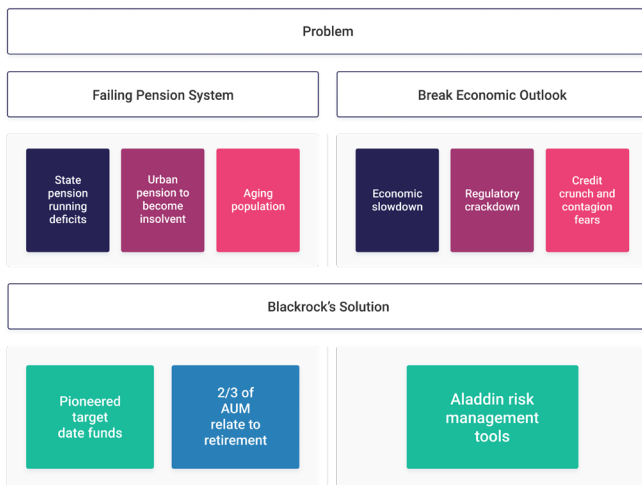 Problem
Failing Pension System
Break Economic Outlook
State
pension
running
deficits
Urban
pension to
become
insolvent
Aging
population
Economic
slowdown
Regulatory
crackdown
Credit
crunch and
contagion
fears
Blackrock's Solution
Pioneered
target
date funds
2/3 of
AUM
relate to
retirement
Aladdin risk
management
tools